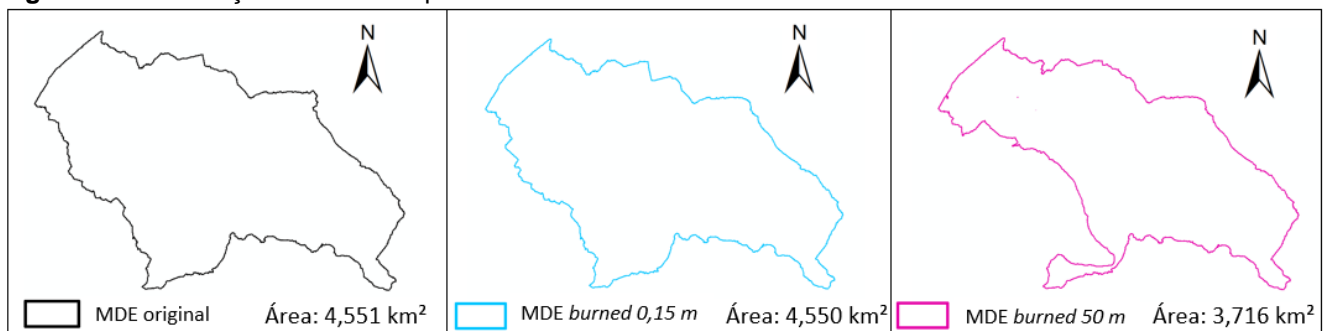 N
N
N
MDE original Área: 4,551 km²
MDE burned 0,15 m Área: 4,550 km²
MDE burned 50 m Área: 3,716 km²